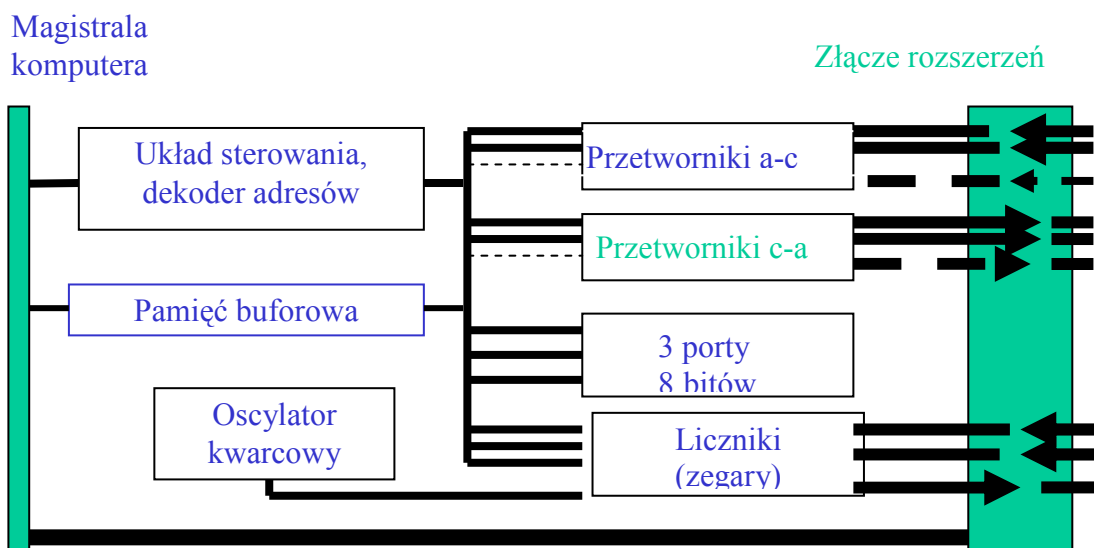 Magistrala
komputera
Złącze rozszerzeń
Układ sterowania,
dekoder adresów
Przetworniki a-c
Przetworniki c-a
Pamięć buforowa
3 porty
8 bitów
Oscylator
kwarcowy
Liczniki
(zegary)